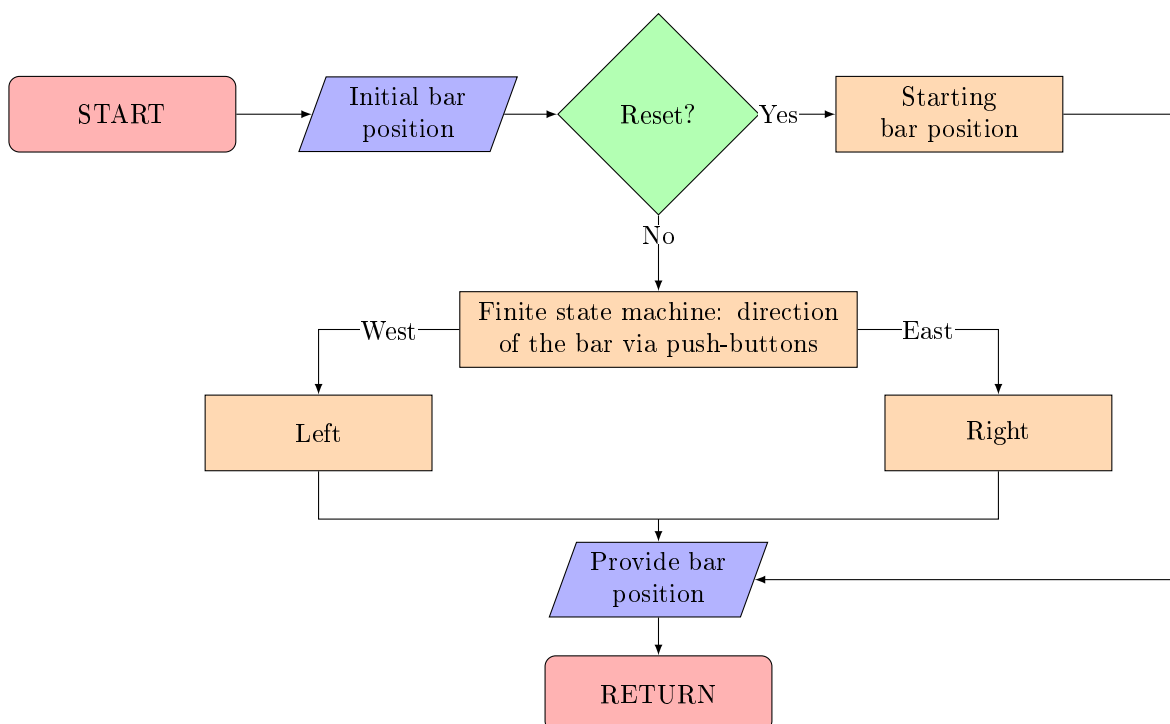 START
Initial bar
position
Reset?
Yes
Starting
bar position
No
Finite state machine: direction
of the bar via push-buttons
West
East
Left
Right
Provide bar
position
RETURN